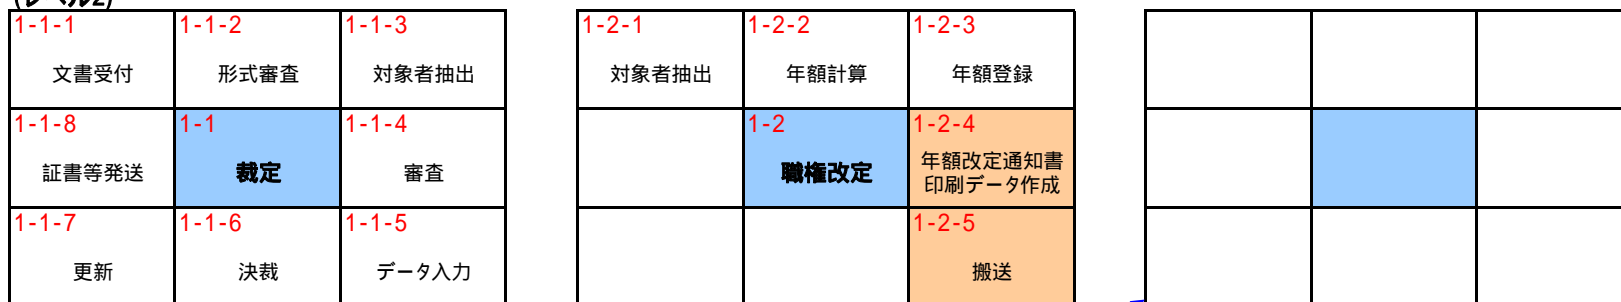 (レベル2)
1-1-1
文書受付
1-1-2
形式審査
1-1-3
対象者抽出
1-1-8
証書等発送
1-1
裁定
1-1-4
審査
1-1-7
更新
1-1-6
決裁
1-1-5
データ入力
1-2-1
対象者抽出
1-2-2
年額計算
1-2-3
年額登録
1-2
職権改定
1-2-4
年額改定通知書
印刷データ作成
1-2-5
搬送